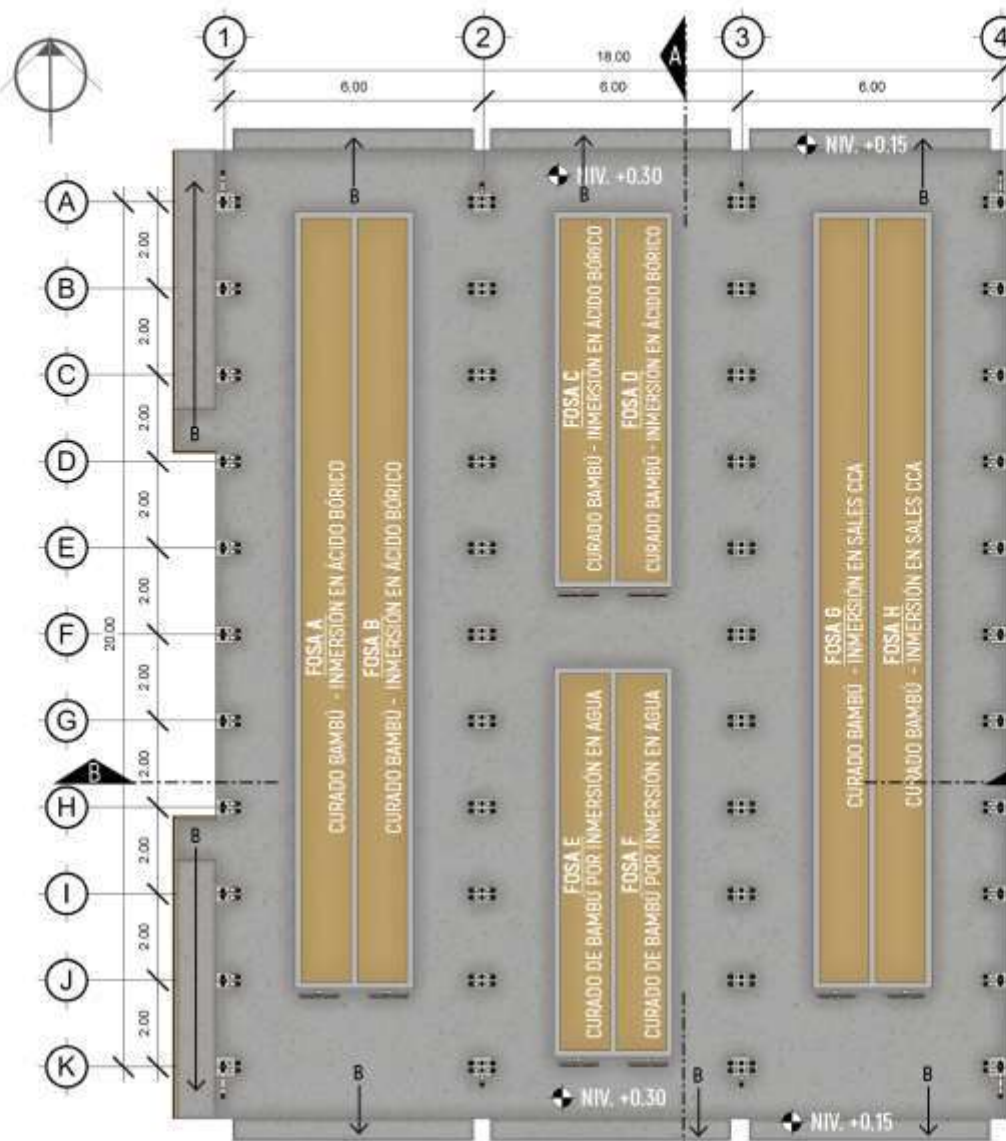 1
2
3
4
18.00
6.00
6.00
6.00
A
NIV. +0.15
NIV. +0.30
B
B
B
A
B
C
D
E
F
G
H
I
J
K
2.00
2.00
2.00
2.00
2.00
2.00
2.00
2.00
2.00
2.00
20.00
B
B
B
FOSA A
CURADO BAMBÚ - INMERSIÓN EN ÁCIDO BÓRICO
FOSA B
CURADO BAMBÚ - INMERSIÓN EN ÁCIDO BÓRICO
FOSA C
CURADO BAMBÚ - INMERSIÓN EN ÁCIDO BÓRICO
FOSA D
CURADO BAMBÚ - INMERSIÓN EN ÁCIDO BÓRICO
FOSA E
CURADO DE BAMBÚ POR INMERSIÓN EN AGUA
FOSA F
CURADO DE BAMBÚ POR INMERSIÓN EN AGUA
FOSA G
CURADO BAMBÚ - INMERSIÓN EN SALES CCA
FOSA H
CURADO BAMBÚ - INMERSIÓN EN SALES CCA
B
B
B
NIV. +0.30
NIV. +0.15